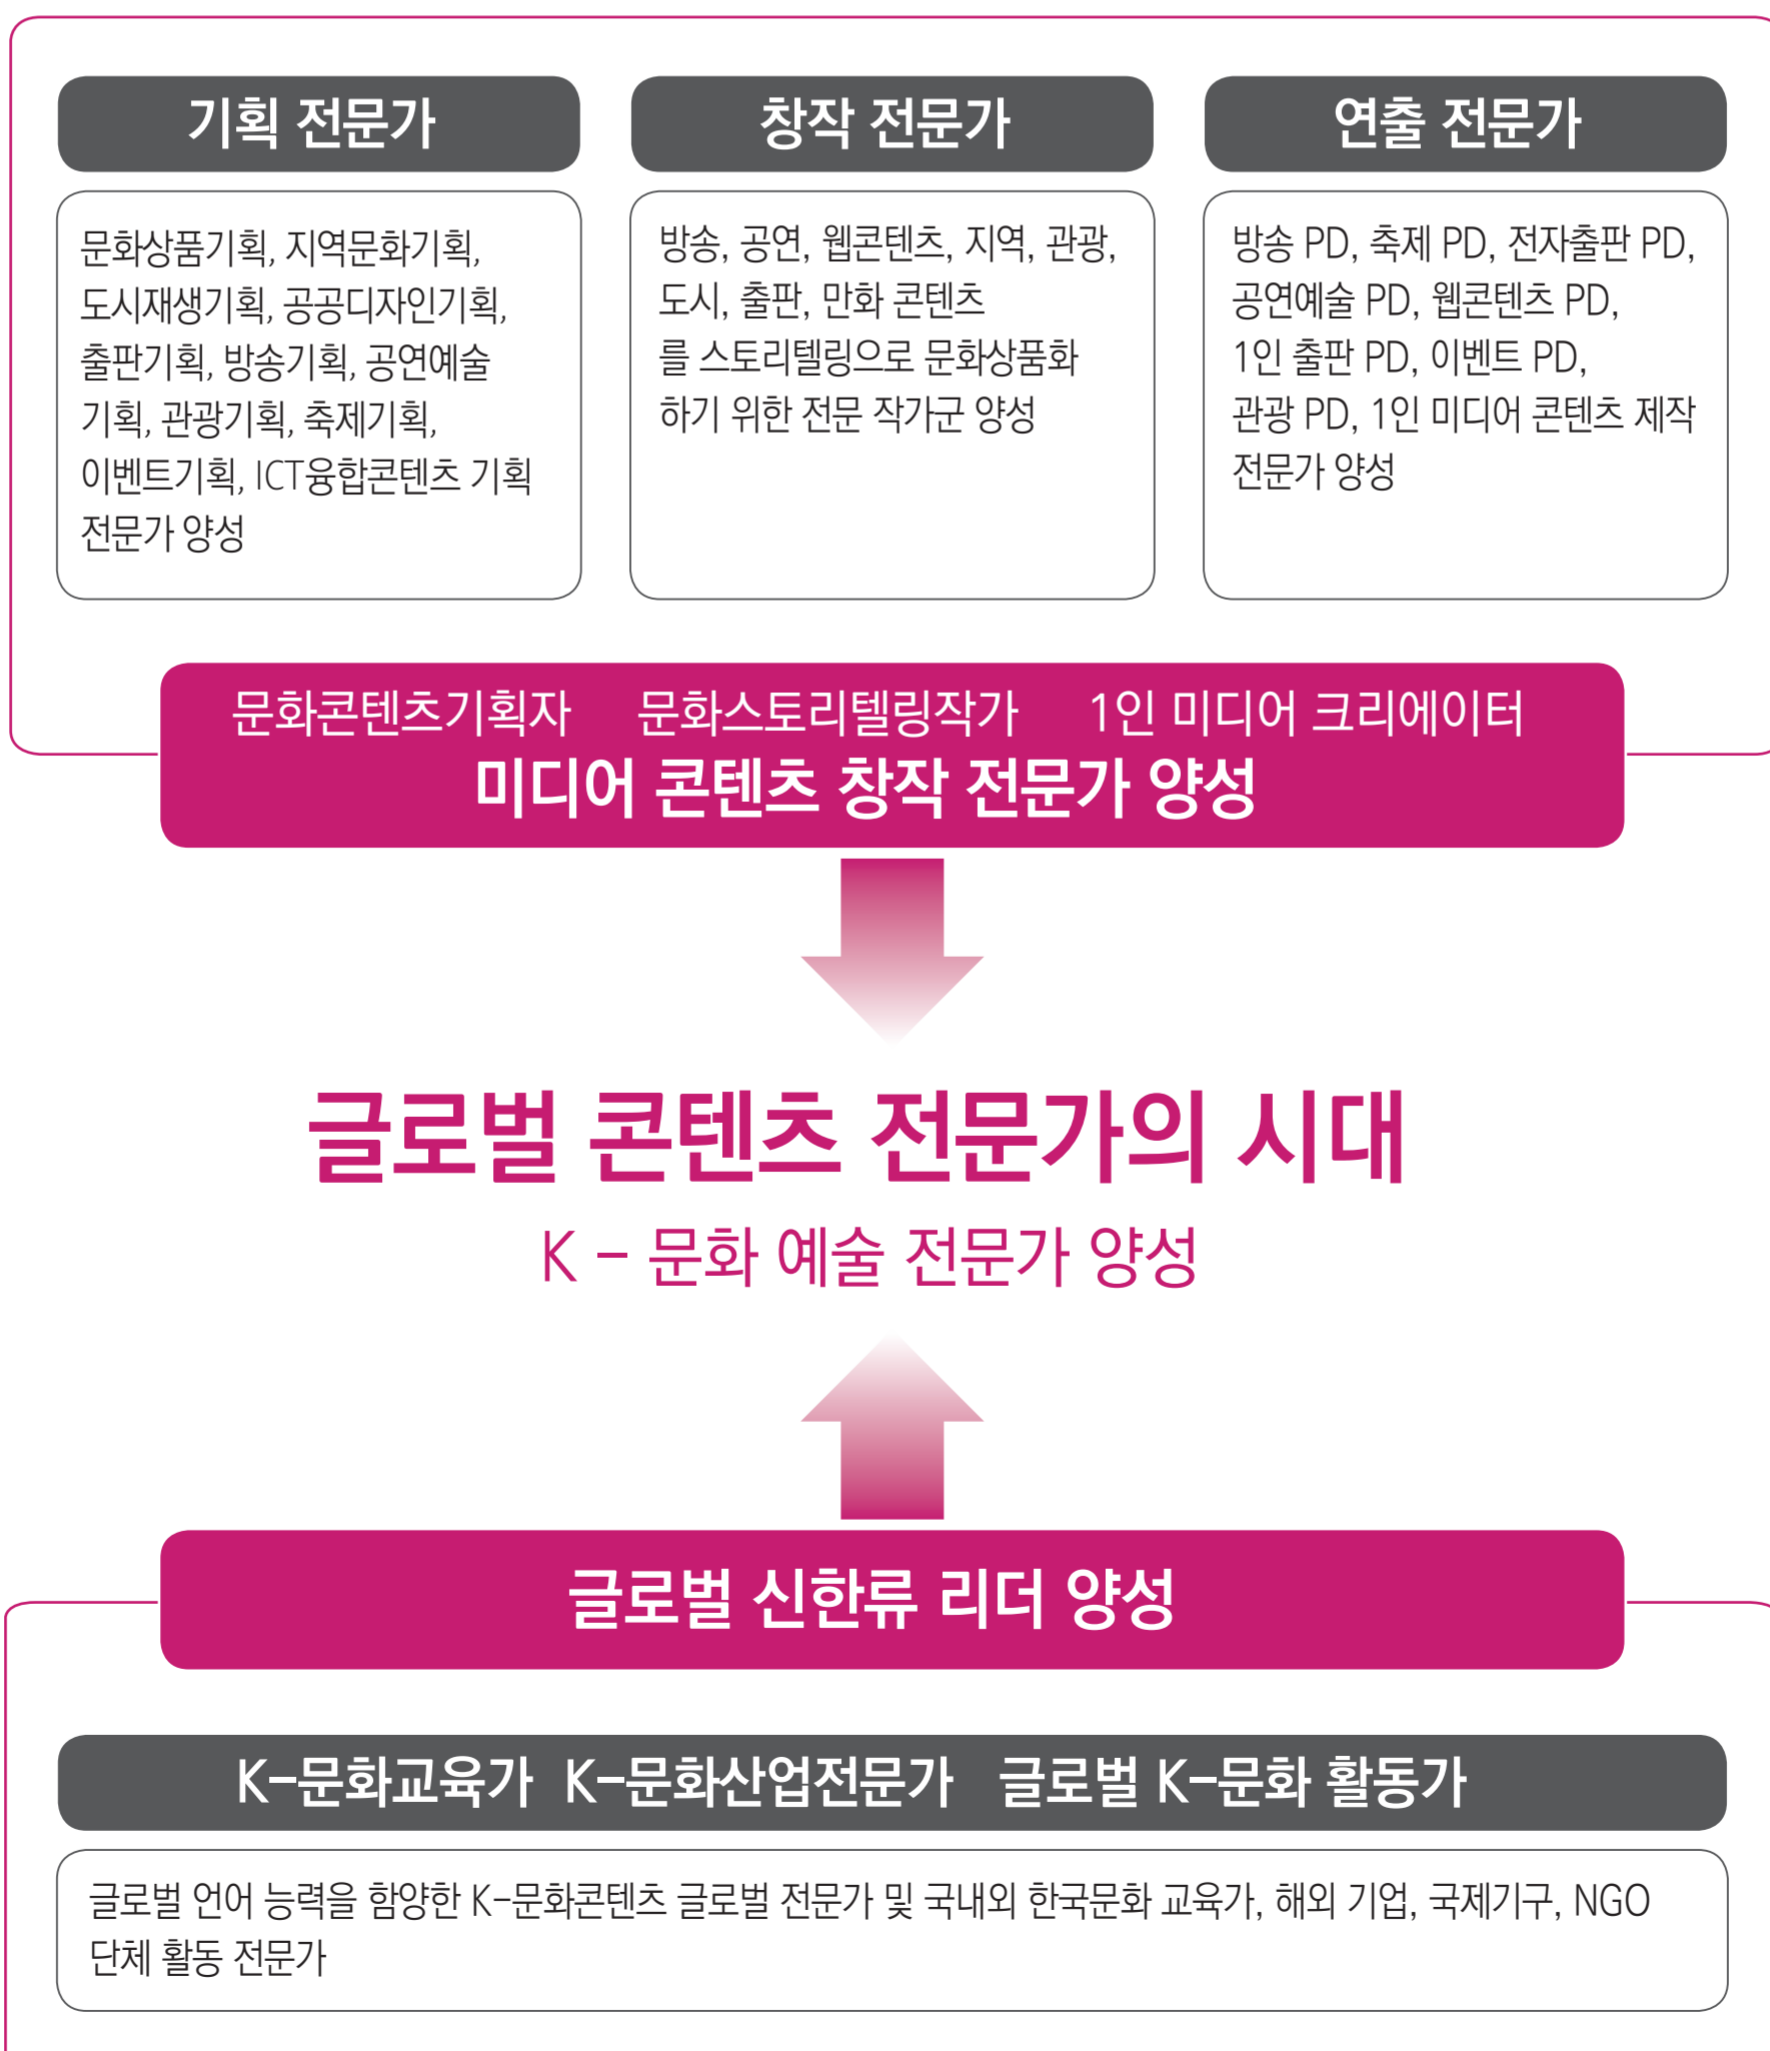 기획 전문가
문화상품기획, 지역문화기획,
도시재생기획, 공공디자인기획,
출판기획, 방송기획, 공연예술
기획, 관광기획, 축제기획,
이벤트기획, ICT융합콘텐츠 기획
전문가 양성
창작 전문가
방송, 공연, 웹콘텐츠, 지역, 관광,
도시, 출판, 만화 콘텐츠
를 스토리텔링으로 문화상품화
하기 위한 전문 작가군 양성
연출 전문가
방송 PD, 축제 PD, 전자출판 PD,
공연예술 PD, 웹콘텐츠 PD,
1인 출판 PD, 이벤트 PD,
관광 PD, 1인 미디어 콘텐츠 제작
전문가 양성
문화콘텐츠기획자 문화스토리텔링작가 1인 미디어 크리에이터
미디어 콘텐츠 창작 전문가 양성
글로벌 콘텐츠 전문가의 시대
K - 문화 예술 전문가 양성
글로벌 신한류 리더 양성
K-문화교육가 K-문화산업전문가 글로벌 K-문화 활동가
글로벌 언어 능력을 함양한 K-문화콘텐츠 글로벌 전문가 및 국내외 한국문화 교육가, 해외 기업, 국제기구, NGO
단체 활동 전문가